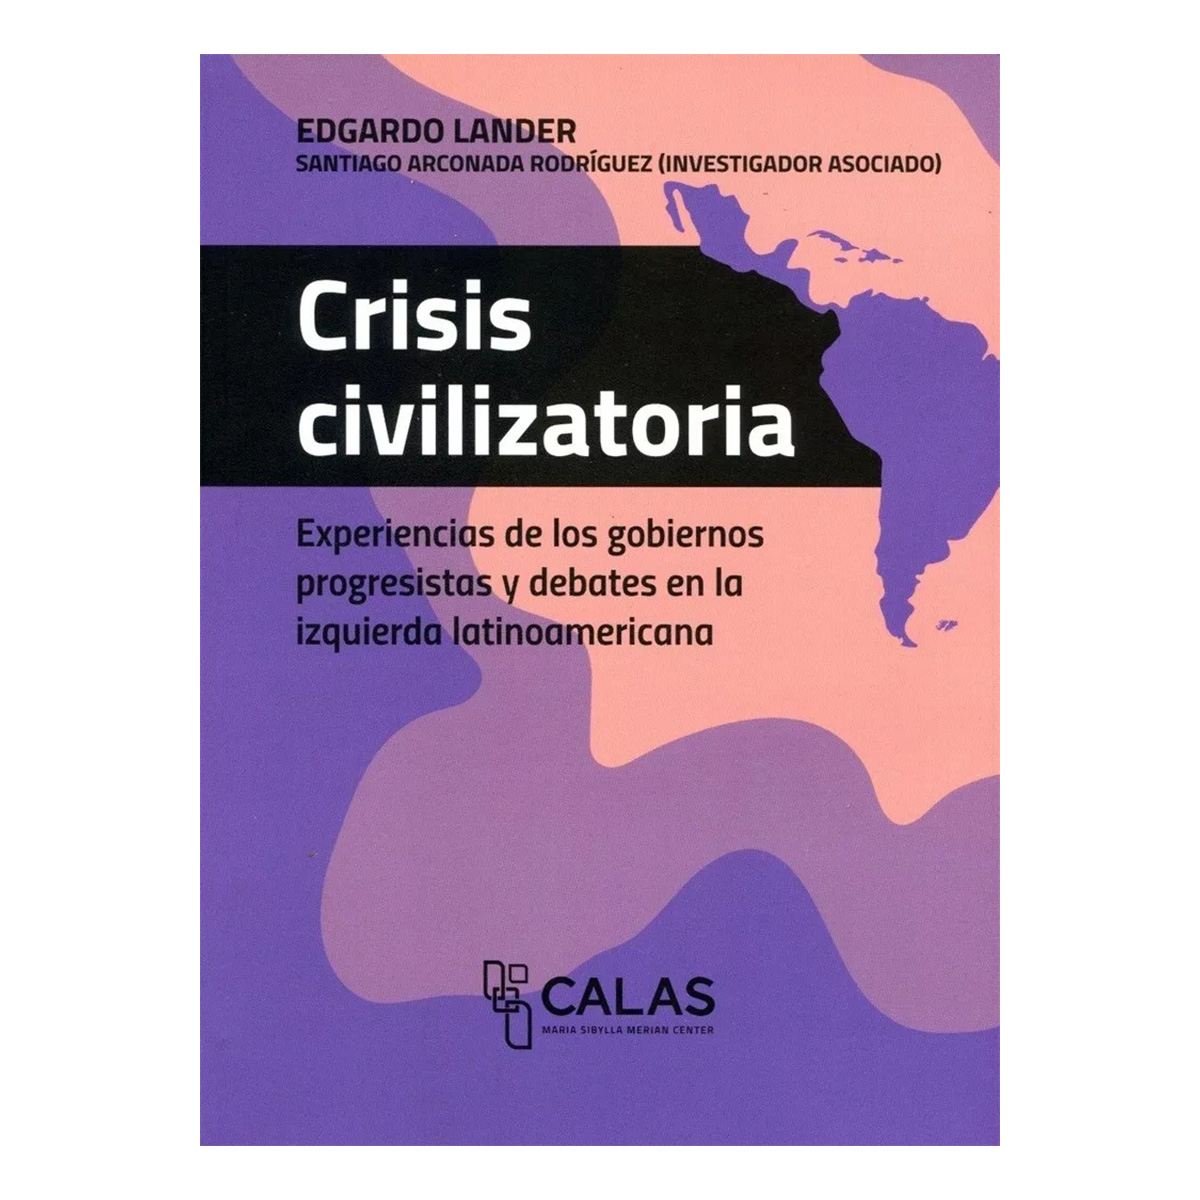 EDGARDO LANDER
SANTIAGO ARCONADA RODRÍGUEZ (INVESTIGADOR ASOCIADO)
Crisis
civilizatoria
Experiencias de los gobiernos
progresistas y debates en la
izquierda latinoamericana
CALAS
MARIA SIBYLLA MERIAN CENTER